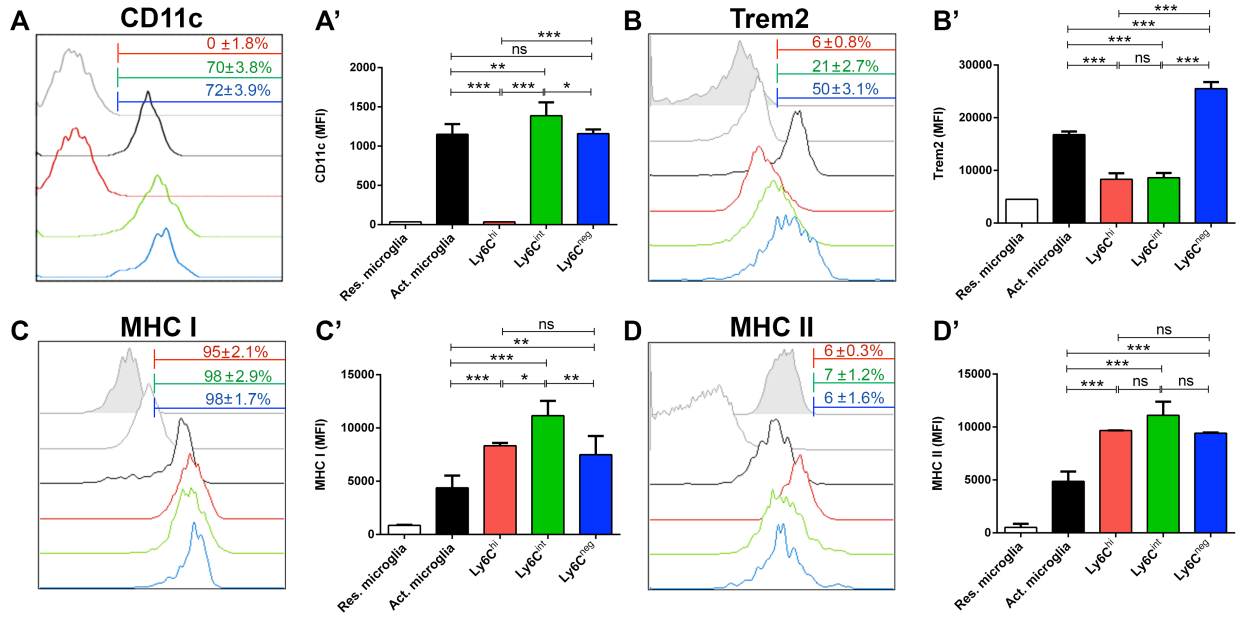 A
CD11c
0 ±1.8%
70±3.8%
72±3.9%
A’
***
ns
**
*** *** *
2000
1500
1000
500
0
CD11c (MFI)
Res. microglia
Act. microglia
Ly6Chi
Ly6Cint
Ly6Cneg
B
Trem2
6±0.8%
21±2.7%
50±3.1%
B’
***
***
***
*** ns ***
30000
20000
10000
0
Trem2 (MFI)
Res. microglia
Act. microglia
Ly6Chi
Ly6Cint
Ly6Cneg
C
MHC I
95±2.1%
98±2.9%
98±1.7%
C’
ns
**
***
*** * **
15000
10000
5000
0
MHC I (MFI)
Res. microglia
Act. microglia
Ly6Chi
Ly6Cint
Ly6Cneg
D
MHC II
6±0.3%
7±1.2%
6 ±1.6%
D’
ns
***
***
*** ns ns
15000
10000
5000
0
MHC II (MFI)
Res. microglia
Act. microglia
Ly6Chi
Ly6Cint
Ly6Cneg